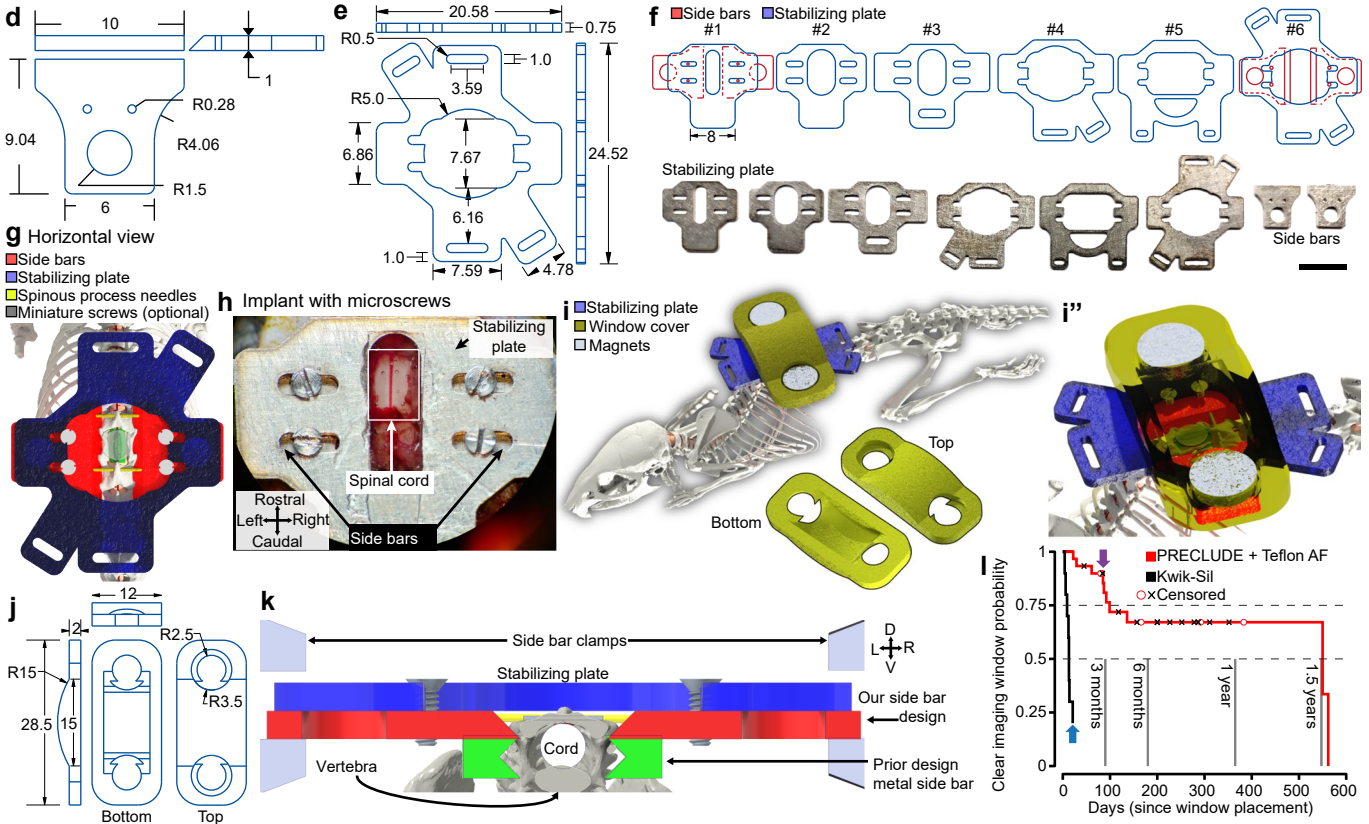 d
10
1
9.04
R0.28
R4.06
R1.5
6
e
20.58
0.75
R0.5
1.0
3.59
R5.0
6.86
7.67
24.52
6.16
1.0
7.59
4.78
f
Side bars
Stabilizing plate
#1
#2
#3
#4
#5
#6
8
Stabilizing plate
Side bars
g Horizontal view
Side bars
Stabilizing plate
Spinous process needles
Miniature screws (optional)
h Implant with microscrews
Stabilizing
plate
Spinal cord
Rostral
Left Right
Caudal
Side bars
i
Stabilizing plate
Window cover
Magnets
Top
Bottom
i”
j
12
2
R2.5
R15
R3.5
28.5
15
Bottom
Top
k
Side bar clamps
D
L R
V
Stabilizing plate
Our side bar
design
Cord
Vertebra
Prior design
metal side bar
l
PRECLUDE + Teflon AF
Kwik-Sil
Censored
Clear imaging window probability
1
0.75
0.5
0.25
0
3 months
6 months
1 year
1.5 years
0 100 200 300 400 500 600
Days (since window placement)